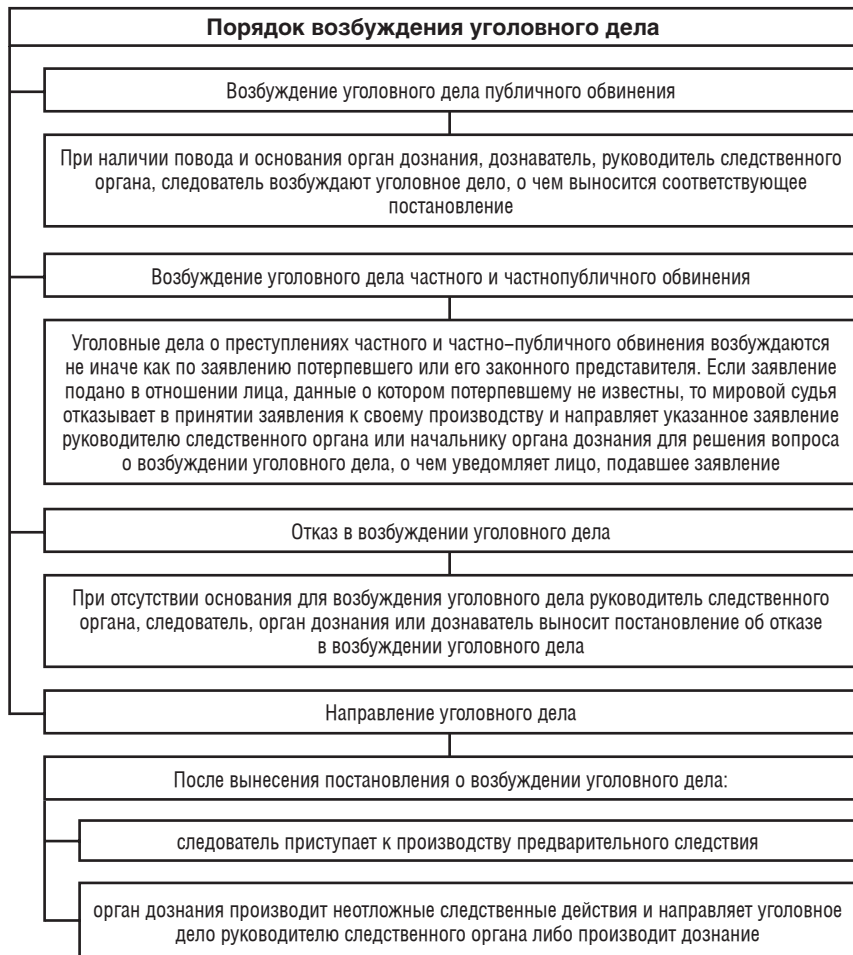 Порядок возбуждения уголовного дела
Возбуждение уголовного дела публичного обвинения
При наличии повода и основания орган дознания, дознаватель, руководитель следственного
органа, следователь возбуждают уголовное дело, о чем выносится соответствующее
постановление
Возбуждение уголовного дела частного и частнопубличного обвинения
Уголовные дела о преступлениях частного и частно–публичного обвинения возбуждаются
не иначе как по заявлению потерпевшего или его законного представителя. Если заявление
подано в отношении лица, данные о котором потерпевшему не известны, то мировой судья
отказывает в принятии заявления к своему производству и направляет указанное заявление
руководителю следственного органа или начальнику органа дознания для решения вопроса
о возбуждении уголовного дела, о чем уведомляет лицо, подавшее заявление
Отказ в возбуждении уголовного дела
При отсутствии основания для возбуждения уголовного дела руководитель следственного
органа, следователь, орган дознания или дознаватель выносит постановление об отказе
в возбуждении уголовного дела
Направление уголовного дела
После вынесения постановления о возбуждении уголовного дела:
следователь приступает к производству предварительного следствия
орган дознания производит неотложные следственные действия и направляет уголовное
дело руководителю следственного органа либо производит дознание